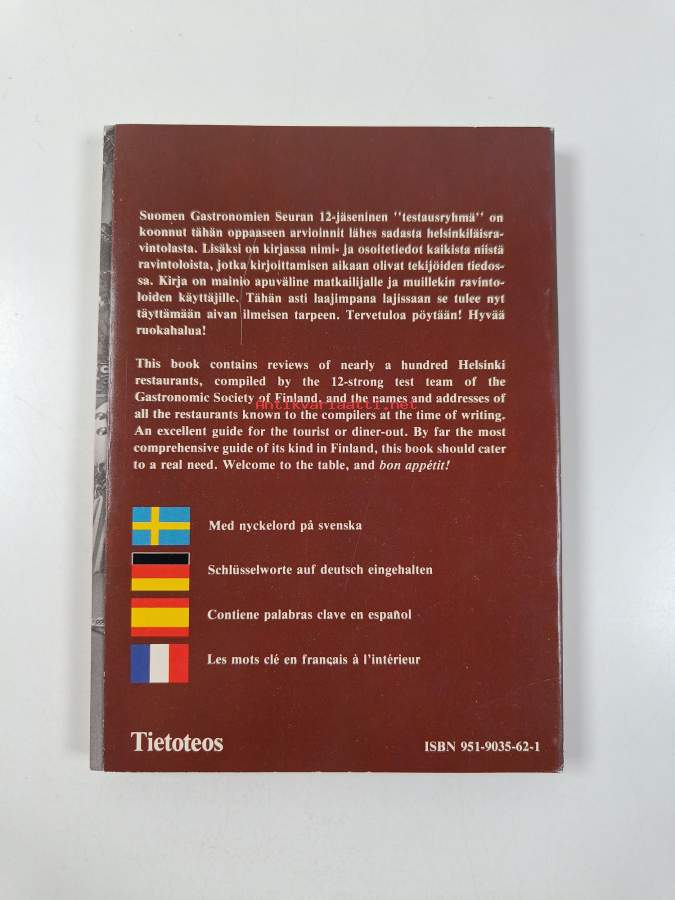 Suomen Gastronomien Seuran 12-jäseninen "testausryhmä" on
koonnut tähän oppaaseen arvioinnit lähes sadasta helsinkiläisra-
vintolasta. Lisäksi on kirjassa nimi- ja osoitetiedot kaikista niistä
ravintoloista, jotka kirjoittamisen aikaan olivat tekijöiden tiedos-
sa. Kirja on mainio apuväline matkailijalle ja muillekin ravinto-
loiden käyttäjille. Tähän asti laajimpana lajissaan se tulee nyt
täyttämään aivan ilmeisen tarpeen. Tervetuloa pöytään! Hyvää
ruokahalua!
This book contains reviews of nearly a hundred Helsinki
restaurants, compiled by the 12-strong test team of the
Gastronomic Society of Finland, and the names and addresses of
Antikvariaatti.net
all the restaurants known to the compilers at the time of writing.
An excellent guide for the tourist or diner-out. By far the most
comprehensive guide of its kind in Finland, this book should cater
to a real need. Welcome to the table, and bon appétit!
Med nyckelord på svenska
Schlüsselworte auf deutsch eingehalten
Contiene palabras clave en español
Les mots clé en français à l'intérieur
Tietoteos
ISBN 951-9035-62-1